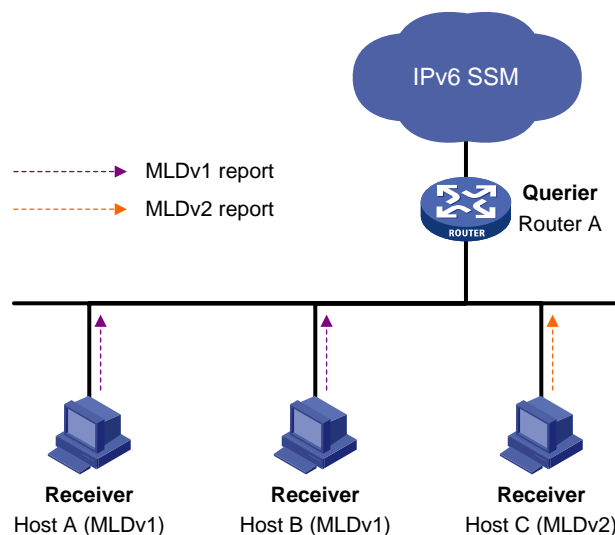 IPv6 SSM
MLDv1 report
MLDv2 report
Querier
Router A
ROUTER
Receiver
Host A (MLDv1)
Receiver
Host B (MLDv1)
Receiver
Host C (MLDv2)